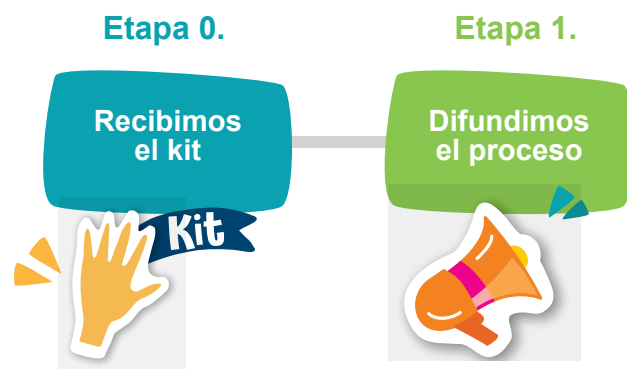 Etapa 0.
Recibimos
el kit
Kit
Etapa 1.
Difundimos
el proceso